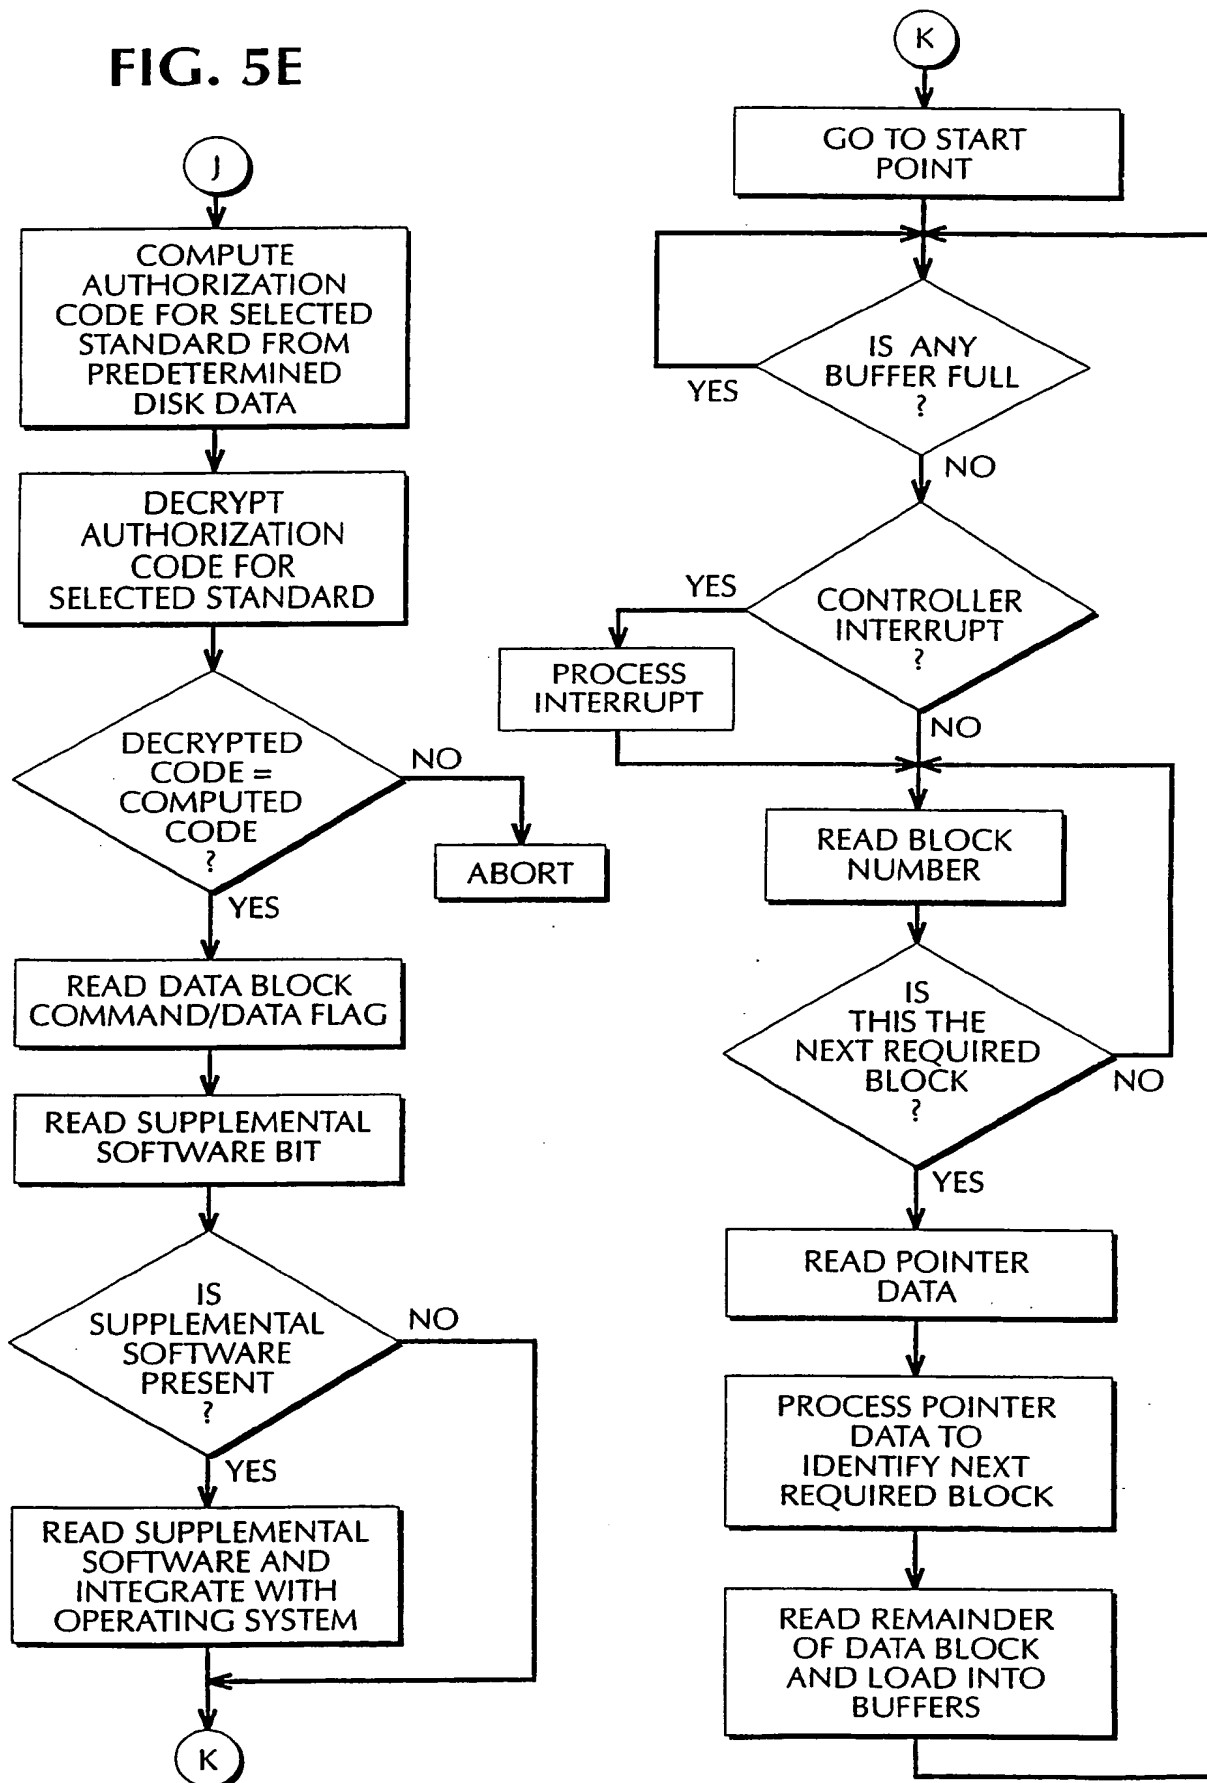 FIG. 5E
J
COMPUTE
AUTHORIZATION
CODE FOR SELECTED
STANDARD FROM
PREDETERMINED
DISK DATA
DECRYPT
AUTHORIZATION
CODE FOR
SELECTED STANDARD
DECRYPTED
CODE =
COMPUTED
CODE
?
NO
ABORT
YES
READ DATA BLOCK
COMMAND/DATA FLAG
READ SUPPLEMENTAL
SOFTWARE BIT
IS
SUPPLEMENTAL
SOFTWARE
PRESENT
?
NO
YES
READ SUPPLEMENTAL
SOFTWARE AND
INTEGRATE WITH
OPERATING SYSTEM
K
K
GO TO START
POINT
IS ANY
BUFFER FULL
?
YES
NO
CONTROLLER
INTERRUPT
?
YES
PROCESS
INTERRUPT
NO
READ BLOCK
NUMBER
IS
THIS THE
NEXT REQUIRED
BLOCK
?
NO
YES
READ POINTER
DATA
PROCESS POINTER
DATA TO
IDENTIFY NEXT
REQUIRED BLOCK
READ REMAINDER
OF DATA BLOCK
AND LOAD INTO
BUFFERS